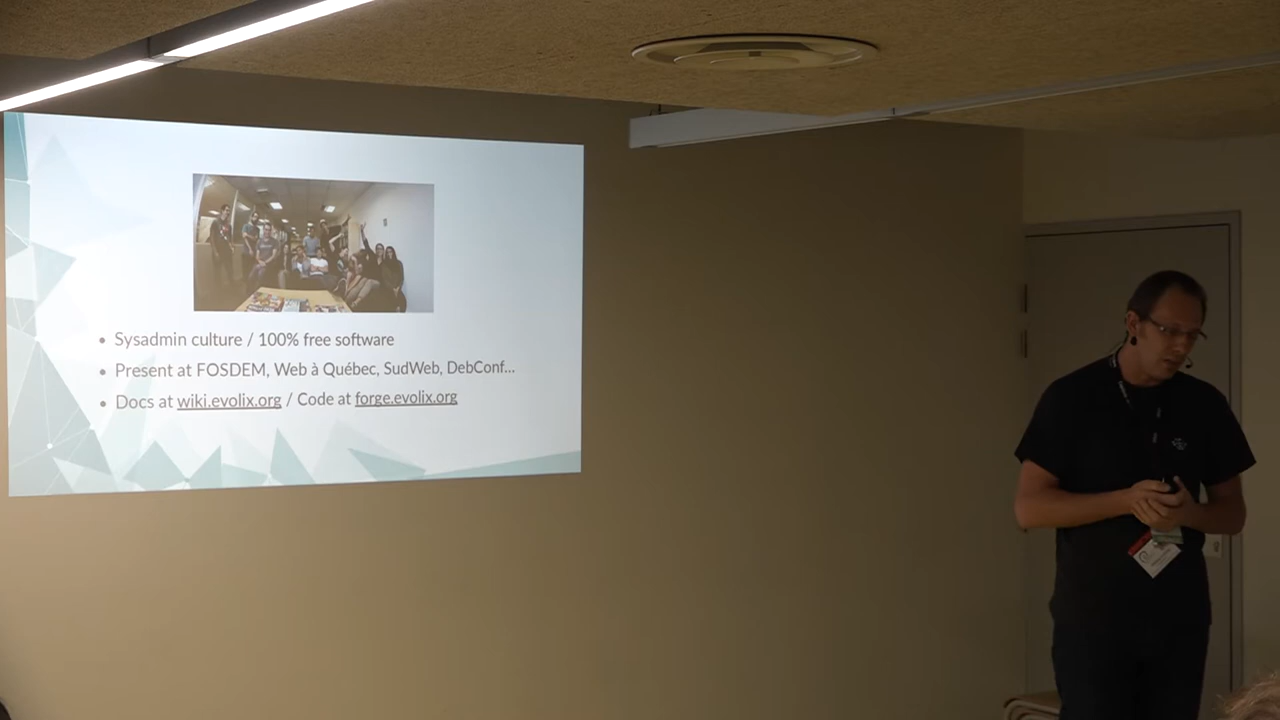 Sysadmin culture / 100% free software
Present at FOSDEM, Web à Québec, SudWeb, DebConf...
Docs at wiki.evolix.org / Code at forge.evolix.org